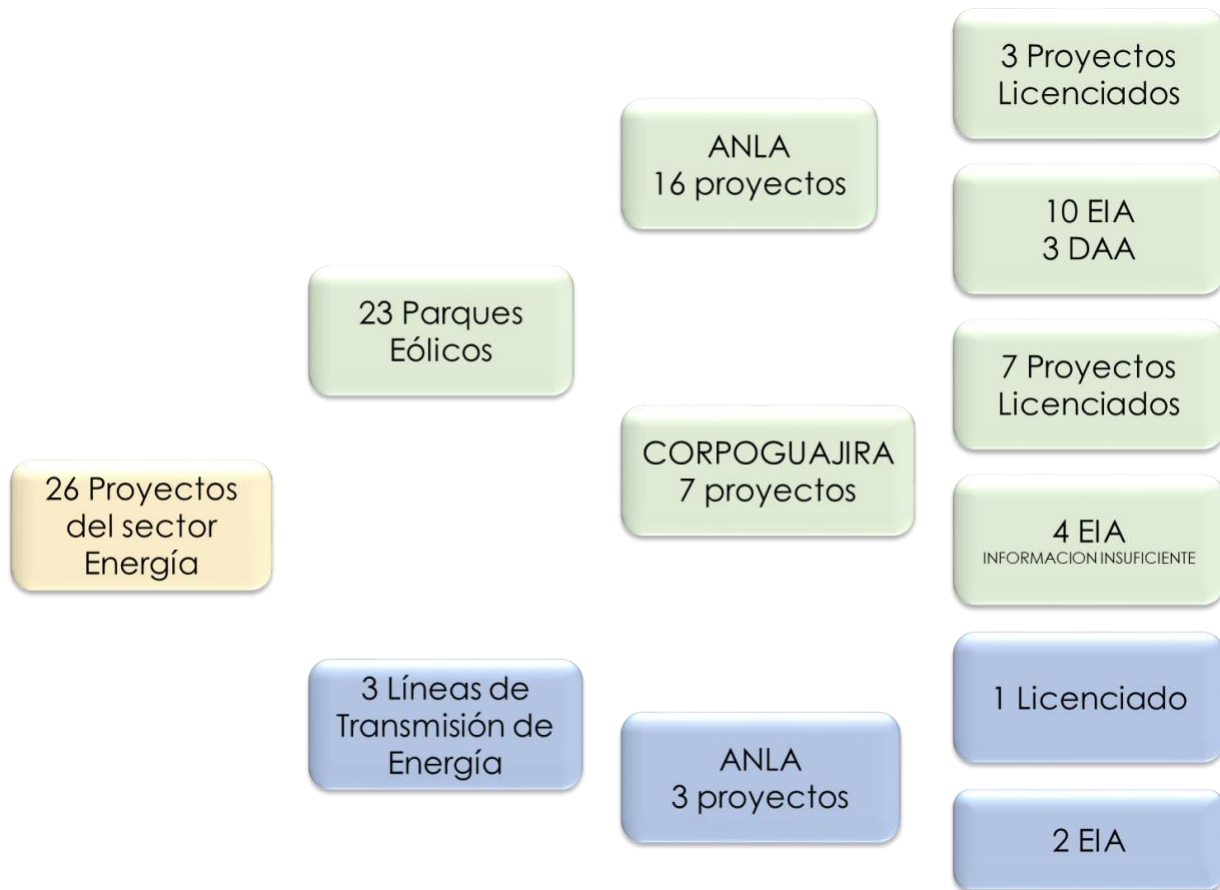 26 Proyectos
del sector
Energía
23 Parques
Eólicos
ANLA
16 proyectos
3 Proyectos
Licenciados
10 EIA
3 DAA
CORPOGUAJIRA
7 proyectos
7 Proyectos
Licenciados
4 EIA
INFORMACION INSUFICIENTE
3 Líneas de
Transmisión de
Energía
ANLA
3 proyectos
1 Licenciado
2 EIA